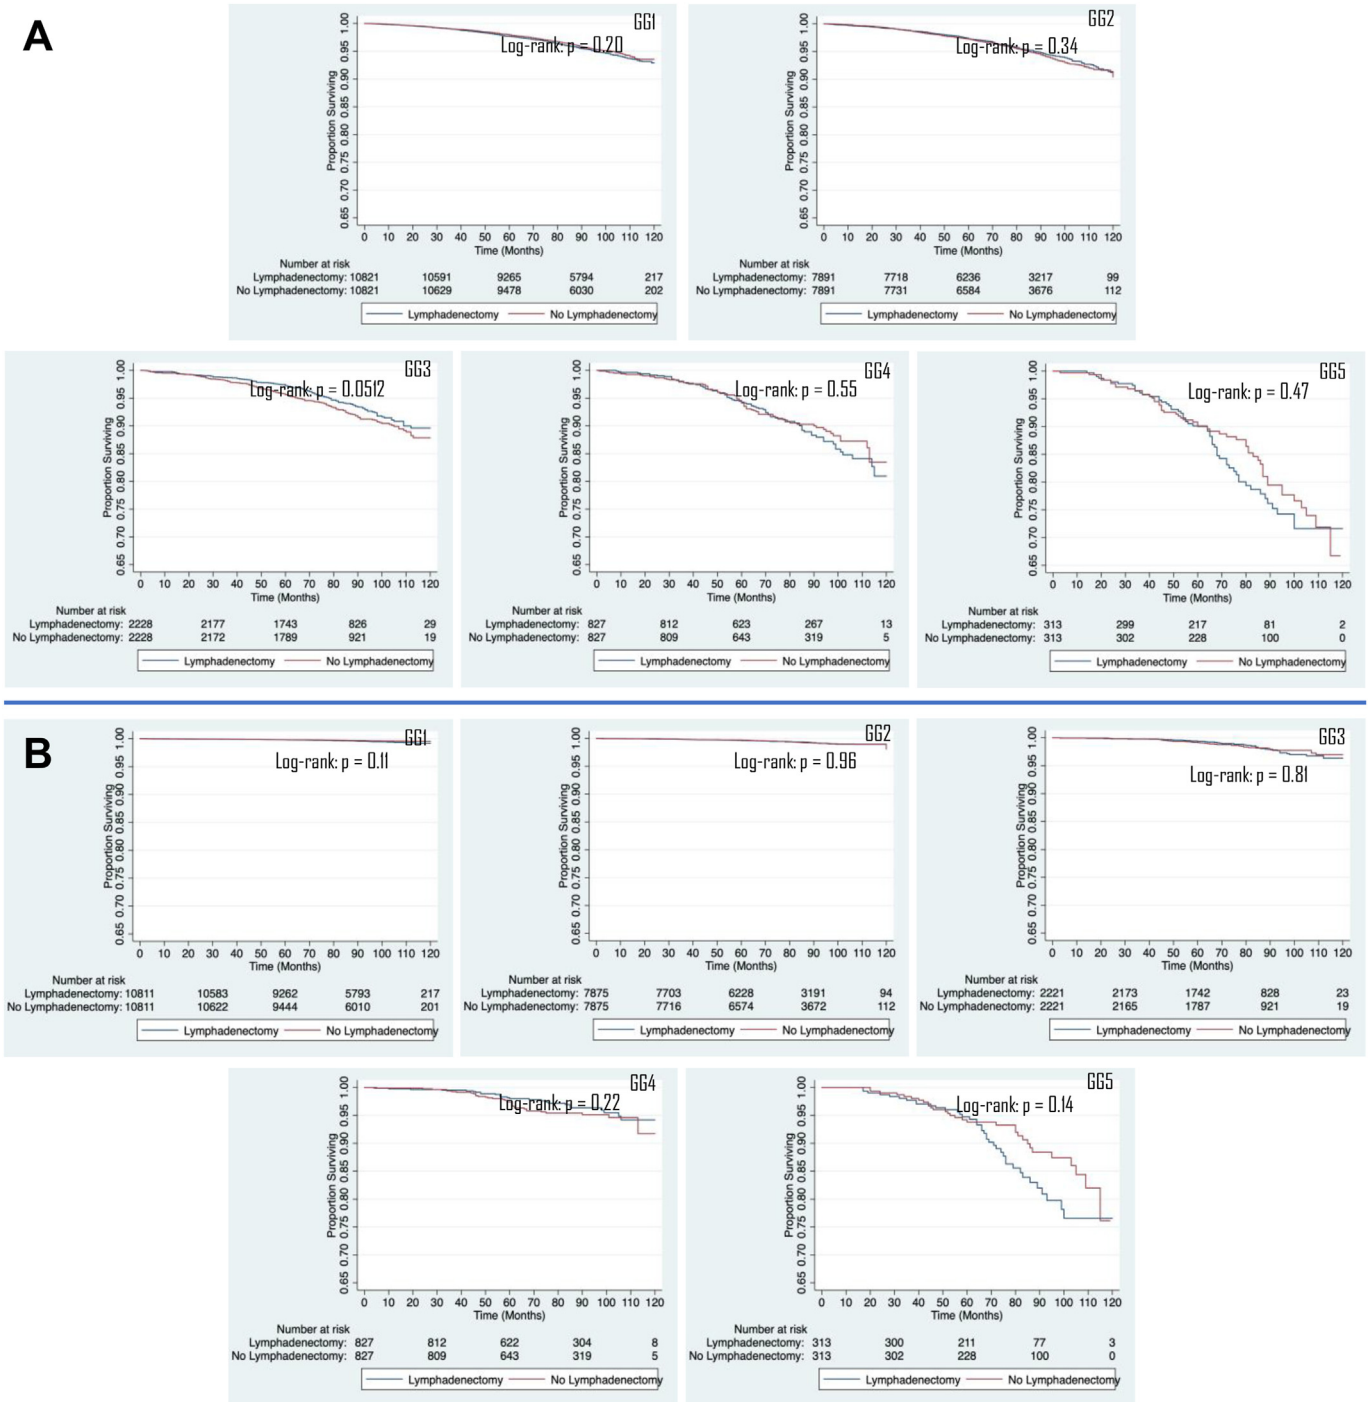 A
GG1
Log-rank: p = 0.20
Proportion Surviving
1.00
0.95
0.90
0.85
0.80
0.75
0.70
0.65
0 10 20 30 40 50 60 70 80 90 100 110 120
Time (Months)
Number at risk
Lymphadenectomy: 10821 10591 9265 5794 217
No Lymphadenectomy: 10821 10629 9478 6030 202
Lymphadenectomy No Lymphadenectomy
GG2
Log-rank: p = 0.34
Proportion Surviving
1.00
0.95
0.90
0.85
0.80
0.75
0.70
0.65
0 10 20 30 40 50 60 70 80 90 100 110 120
Time (Months)
Number at risk
Lymphadenectomy: 7891 7718 6236 3217 99
No Lymphadenectomy: 7891 7731 6584 3676 112
Lymphadenectomy No Lymphadenectomy
GG3
Log-rank: p = 0.0512
Proportion Surviving
1.00
0.95
0.90
0.85
0.80
0.75
0.70
0.65
0 10 20 30 40 50 60 70 80 90 100 110 120
Time (Months)
Number at risk
Lymphadenectomy: 2228 2177 1743 826 29
No Lymphadenectomy: 2228 2172 1789 921 19
Lymphadenectomy No Lymphadenectomy
GG4
Log-rank: p = 0.55
Proportion Surviving
1.00
0.95
0.90
0.85
0.80
0.75
0.70
0.65
0 10 20 30 40 50 60 70 80 90 100 110 120
Time (Months)
Number at risk
Lymphadenectomy: 827 812 623 267 13
No Lymphadenectomy: 827 809 643 319 5
Lymphadenectomy No Lymphadenectomy
GG5
Log-rank: p = 0.47
Proportion Surviving
1.00
0.95
0.90
0.85
0.80
0.75
0.70
0.65
0 10 20 30 40 50 60 70 80 90 100 110 120
Time (Months)
Number at risk
Lymphadenectomy: 313 299 217 81 2
No Lymphadenectomy: 313 302 228 100 0
Lymphadenectomy No Lymphadenectomy
B
GG1
Log-rank: p = 0.11
Proportion Surviving
1.00
0.95
0.90
0.85
0.80
0.75
0.70
0.65
0 10 20 30 40 50 60 70 80 90 100 110 120
Time (Months)
Number at risk
Lymphadenectomy: 10811 10583 9262 5793 217
No Lymphadenectomy: 10811 10622 9444 6010 201
Lymphadenectomy No Lymphadenectomy
GG2
Log-rank: p = 0.96
Proportion Surviving
1.00
0.95
0.90
0.85
0.80
0.75
0.70
0.65
0 10 20 30 40 50 60 70 80 90 100 110 120
Time (Months)
Number at risk
Lymphadenectomy: 7875 7703 6228 3191 94
No Lymphadenectomy: 7875 7716 6574 3672 112
Lymphadenectomy No Lymphadenectomy
GG3
Log-rank: p = 0.81
Proportion Surviving
1.00
0.95
0.90
0.85
0.80
0.75
0.70
0.65
0 10 20 30 40 50 60 70 80 90 100 110 120
Time (Months)
Number at risk
Lymphadenectomy: 2221 2173 1742 828 23
No Lymphadenectomy: 2221 2165 1787 921 19
Lymphadenectomy No Lymphadenectomy
GG4
Log-rank: p = 0.22
Proportion Surviving
1.00
0.95
0.90
0.85
0.80
0.75
0.70
0.65
0 10 20 30 40 50 60 70 80 90 100 110 120
Time (Months)
Number at risk
Lymphadenectomy: 827 812 622 304 8
No Lymphadenectomy: 827 809 643 319 5
Lymphadenectomy No Lymphadenectomy
GG5
Log-rank: p = 0.14
Proportion Surviving
1.00
0.95
0.90
0.85
0.80
0.75
0.70
0.65
0 10 20 30 40 50 60 70 80 90 100 110 120
Time (Months)
Number at risk
Lymphadenectomy: 313 300 211 77 3
No Lymphadenectomy: 313 302 228 100 0
Lymphadenectomy No Lymphadenectomy